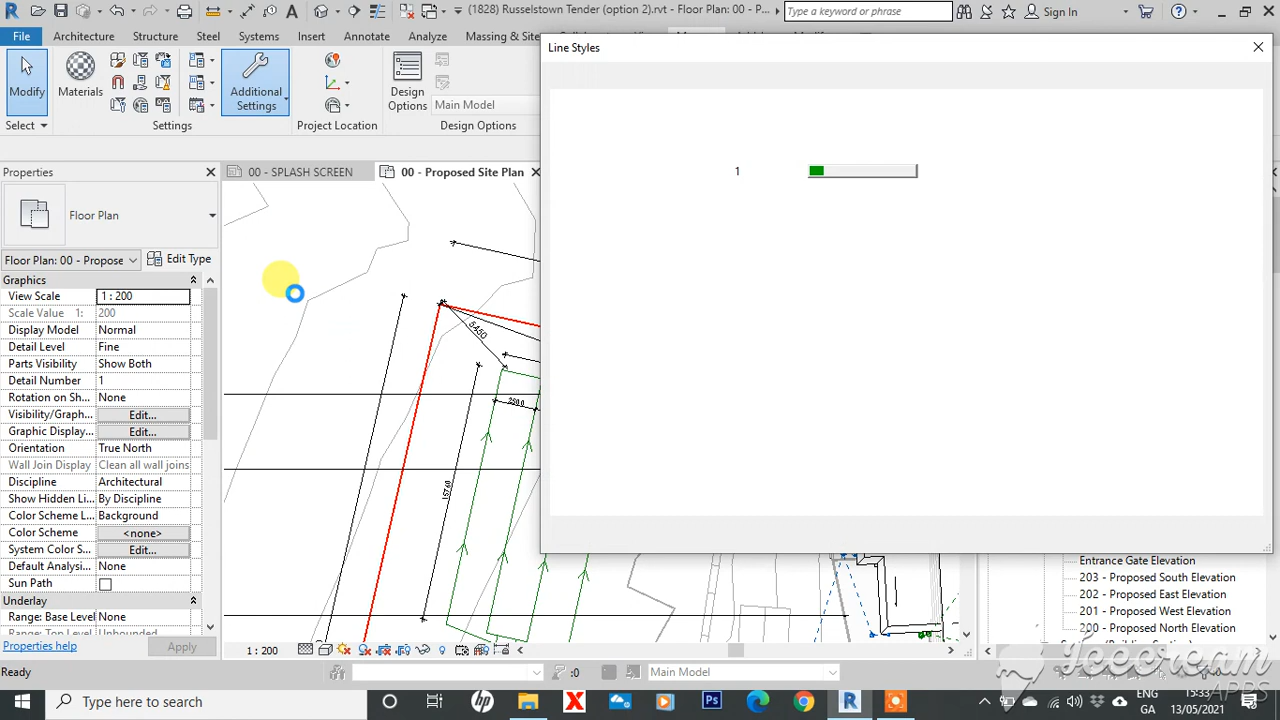 (1828) Russelstown Tender (option 2).rvt - Floor Plan: 00 - P...
Type a keyword or phrase
Sign In
File
Architecture
Structure
Steel
Systems
Insert
Annotate
Analyze
Massing & Site
Line Styles
Modify
Materials
Additional
Settings
Design
Options
Main Model
Select
Settings
Project Location
Design Options
Properties
00 - SPLASH SCREEN
00 - Proposed Site Plan
1
Floor Plan
Floor Plan: 00 - Propose
Edit Type
Graphics
View Scale
1 : 200
Scale Value 1:
200
Display Model
Normal
Detail Level
Fine
Parts Visibility
Show Both
Detail Number
1
Rotation on Sh...
None
Visibility/Graph...
Edit...
Graphic Display...
Edit...
Orientation
True North
Wall Join Display
Clean all wall joins
Discipline
Architectural
Show Hidden Li...
By Discipline
Color Scheme L...
Background
Color Scheme
<none>
System Color S...
Edit...
Default Analysi...
None
Sun Path
Underlay
Range: Base Level
None
Range: Top Level
Unbounded
Properties help
Apply
5450
Entrance Gate Elevation
203 - Proposed South Elevation
202 - Proposed East Elevation
201 - Proposed West Elevation
200 - Proposed North Elevation
1 : 200
Ready
:0
Main Model
Icecream
APPS
Type here to search
ENG
GA
15:33
13/05/2021